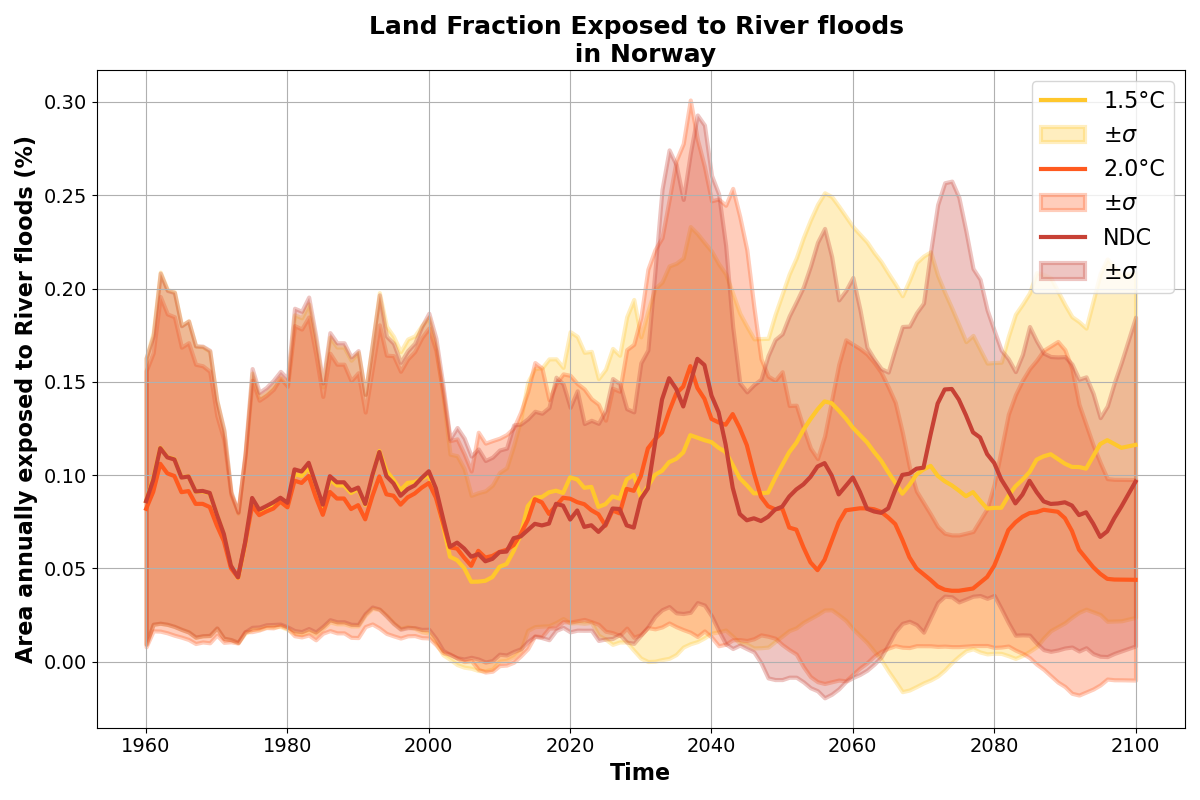 Land Fraction Exposed to River floods
in Norway
Area annually exposed to River floods (%)
0.30
0.25
0.20
0.15
0.10
0.05
0.00
1960 1980 2000 2020 2040 2060 2080 2100
Time
1.5°C
±σ
2.0°C
±σ
NDC
±σ